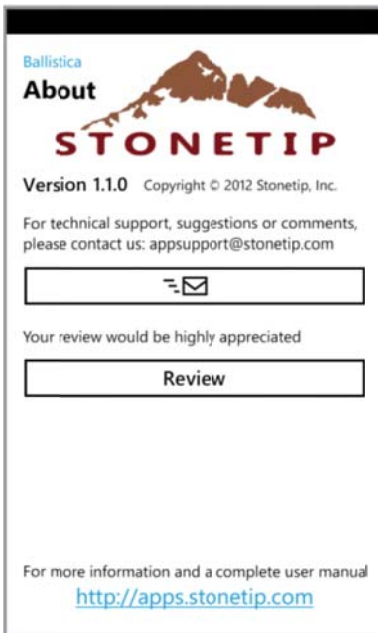 Ballistica
About
STONETIP
Version 1.1.0 Copyright © 2012 Stonetip, Inc.
For technical support, suggestions or comments,
please contact us: appsupport@stonetip.com
Your review would be highly appreciated
Review
For more information and a complete user manual
http://apps.stonetip.com